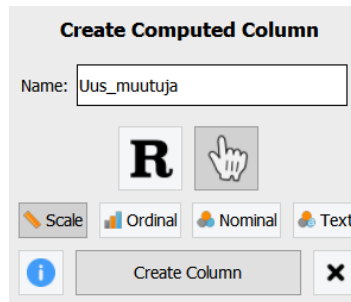 Create Computed Column
Name: Uus_muutuja
R
Scale Ordinal Nominal Text
i Create Column X